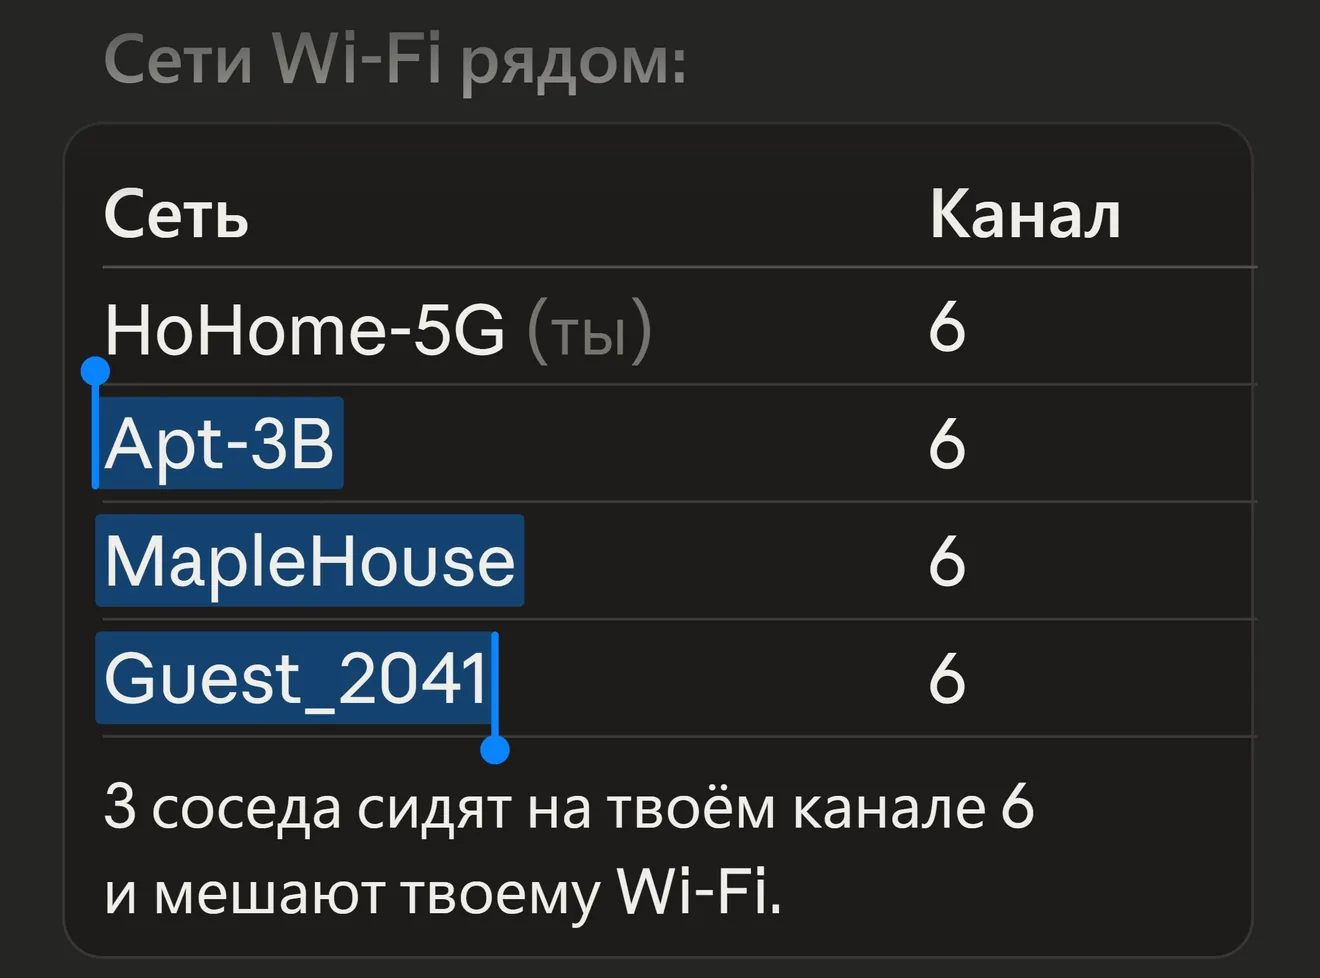 Сети Wi-Fi рядом:
Сеть Канал
HoHome-5G (ты) 6
Apt-3B 6
MapleHouse 6
Guest_2041 6
3 соседа сидят на твоём канале 6
и мешают твоему Wi-Fi.